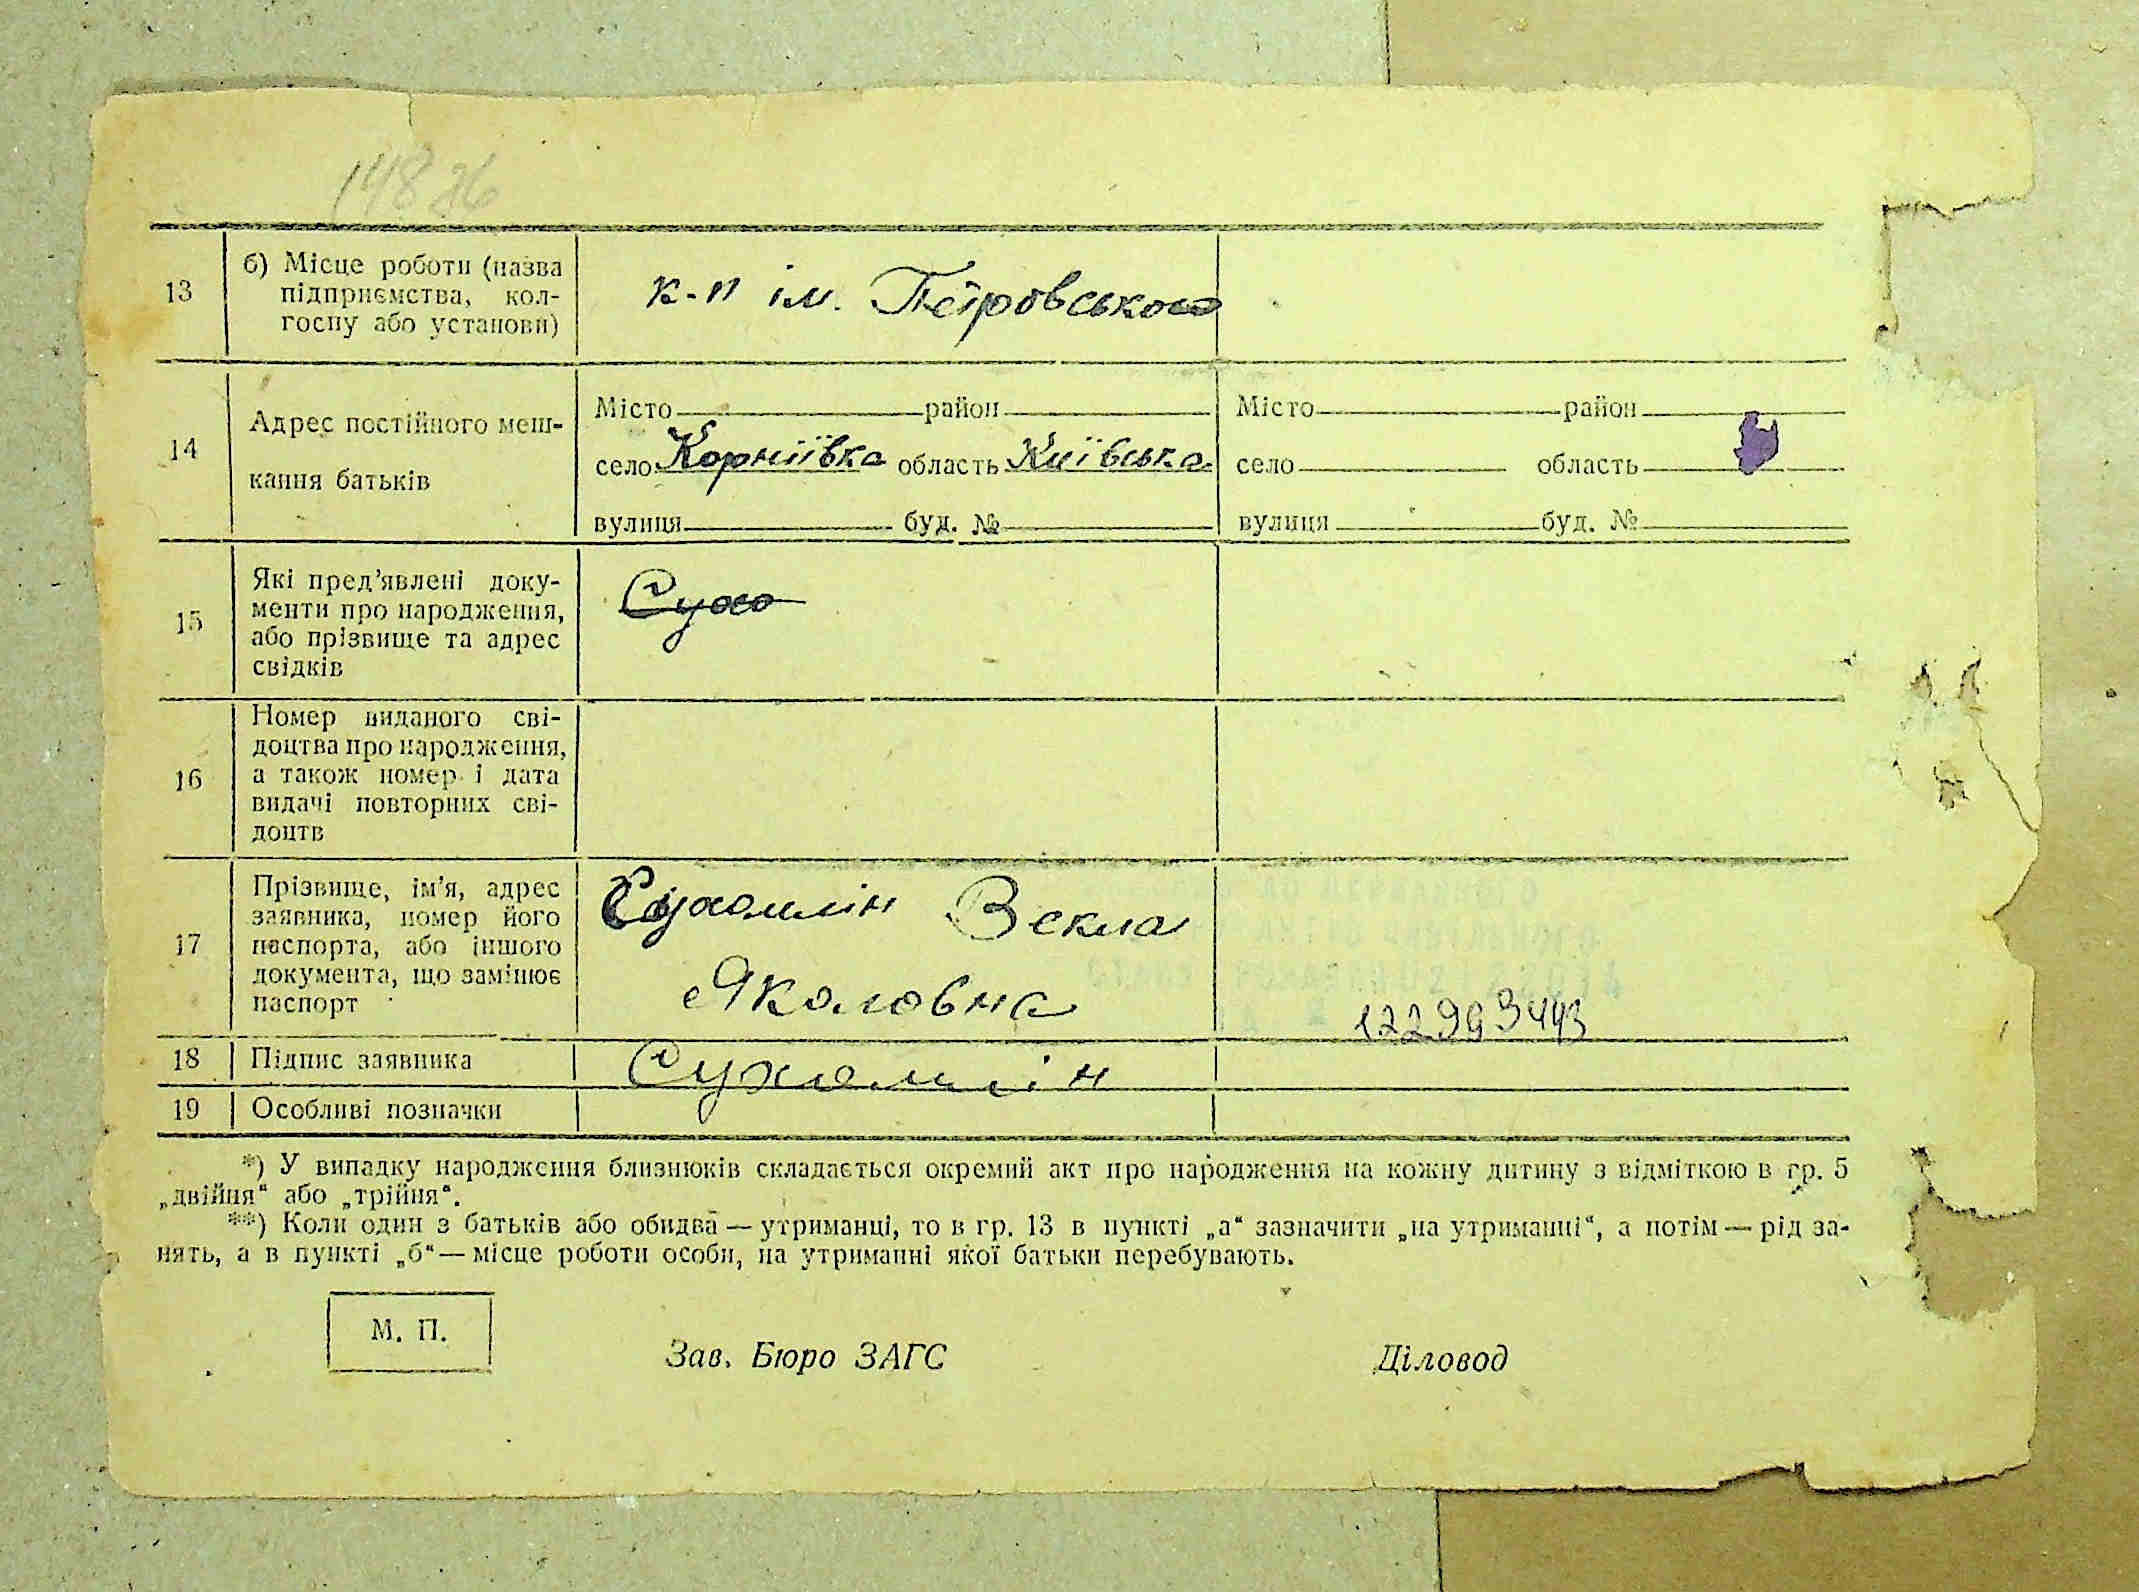 14826
13 б) Місце роботи (назва
підприємства, кол-
госпу або установи)
к-п ім. Петровського
14 Адрес постійного меш-
кання батьків
Місто район
село Корніївка область Київська
вулиця буд. №
Місто район
село область
вулиця буд. №
15 Які пред’явлені доку-
менти про народження,
або прізвище та адрес
свідків
Сухо
16 Номер виданого сві-
доцтва про народження,
а також номер і дата
видачі повторних сві-
доцтв
17 Прізвище, ім’я, адрес
заявника, номер його
паспорта, або іншого
документа, що замінює
паспорт
Сухомлін Векла
Якововна
122993443
18 Підпис заявника
Сухомлін
19 Особливі позначки
*) У випадку народження близнюків складається окремий акт про народження на кожну дитину з відміткою в гр. 5
„двійня“ або „трійня“.
**) Коли один з батьків або обидва — утриманці, то в гр. 13 в пункті „а“ зазначити „на утриманні“, а потім — рід за-
нять, а в пункті „б“ — місце роботи особи, на утриманні якої батьки перебувають.
М. П.
Зав. Бюро ЗАГС
Діловод